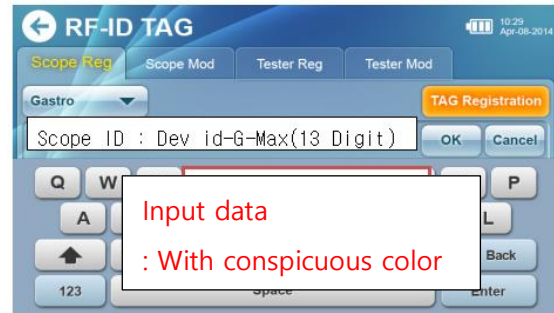 RF-ID TAG
10:29
Apr-08-2014
Scope Reg Scope Mod Tester Reg Tester Mod
Gastro
TAG Registration
Scope ID : Dev id-G-Max(13 Digit)
OK Cancel
Q W P
A L
Input data
: With conspicuous color
Back
123 Space Enter